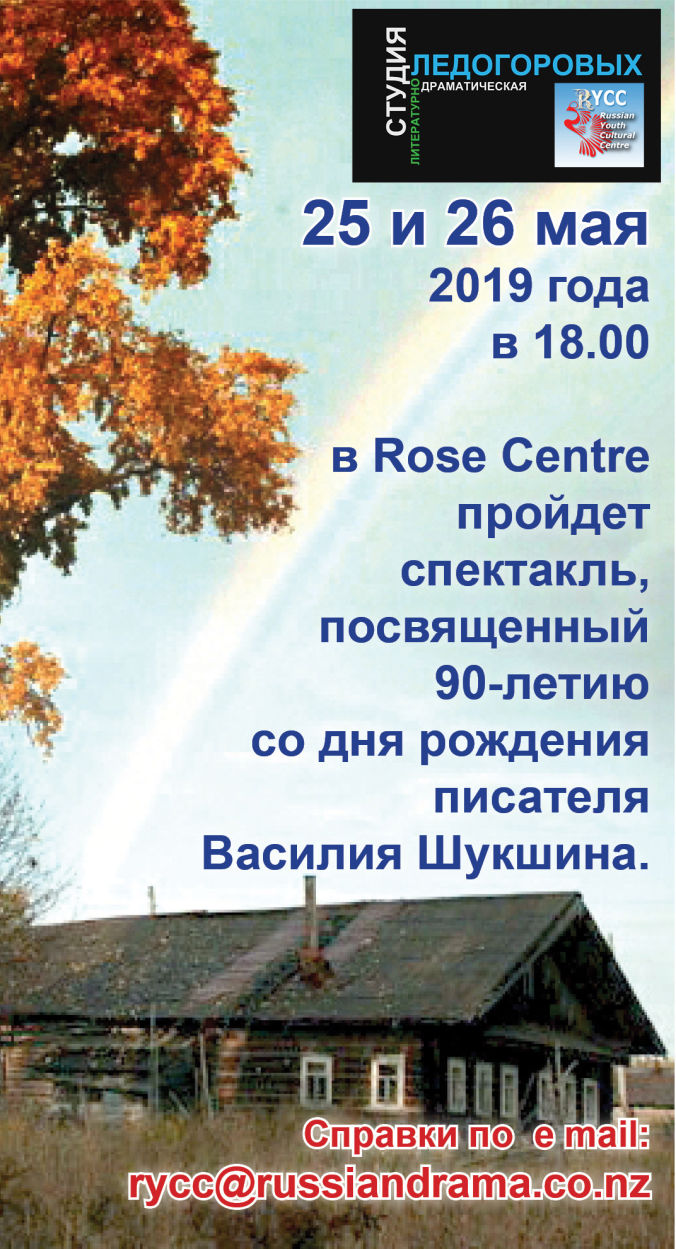 СТУДИЯ
ЛЕДОГОРОВЫХ
ЛИТЕРАТУРНО
ДРАМАТИЧЕСКАЯ
RYCC
Russian
Youth
Cultural
Centre
25 и 26 мая
2019 года
в 18.00
в Rose Centre
пройдет
спектакль,
посвященный
90-летию
со дня рождения
писателя
Василия Шукшина.
Справки по e mail:
rycc@russiandrama.co.nz